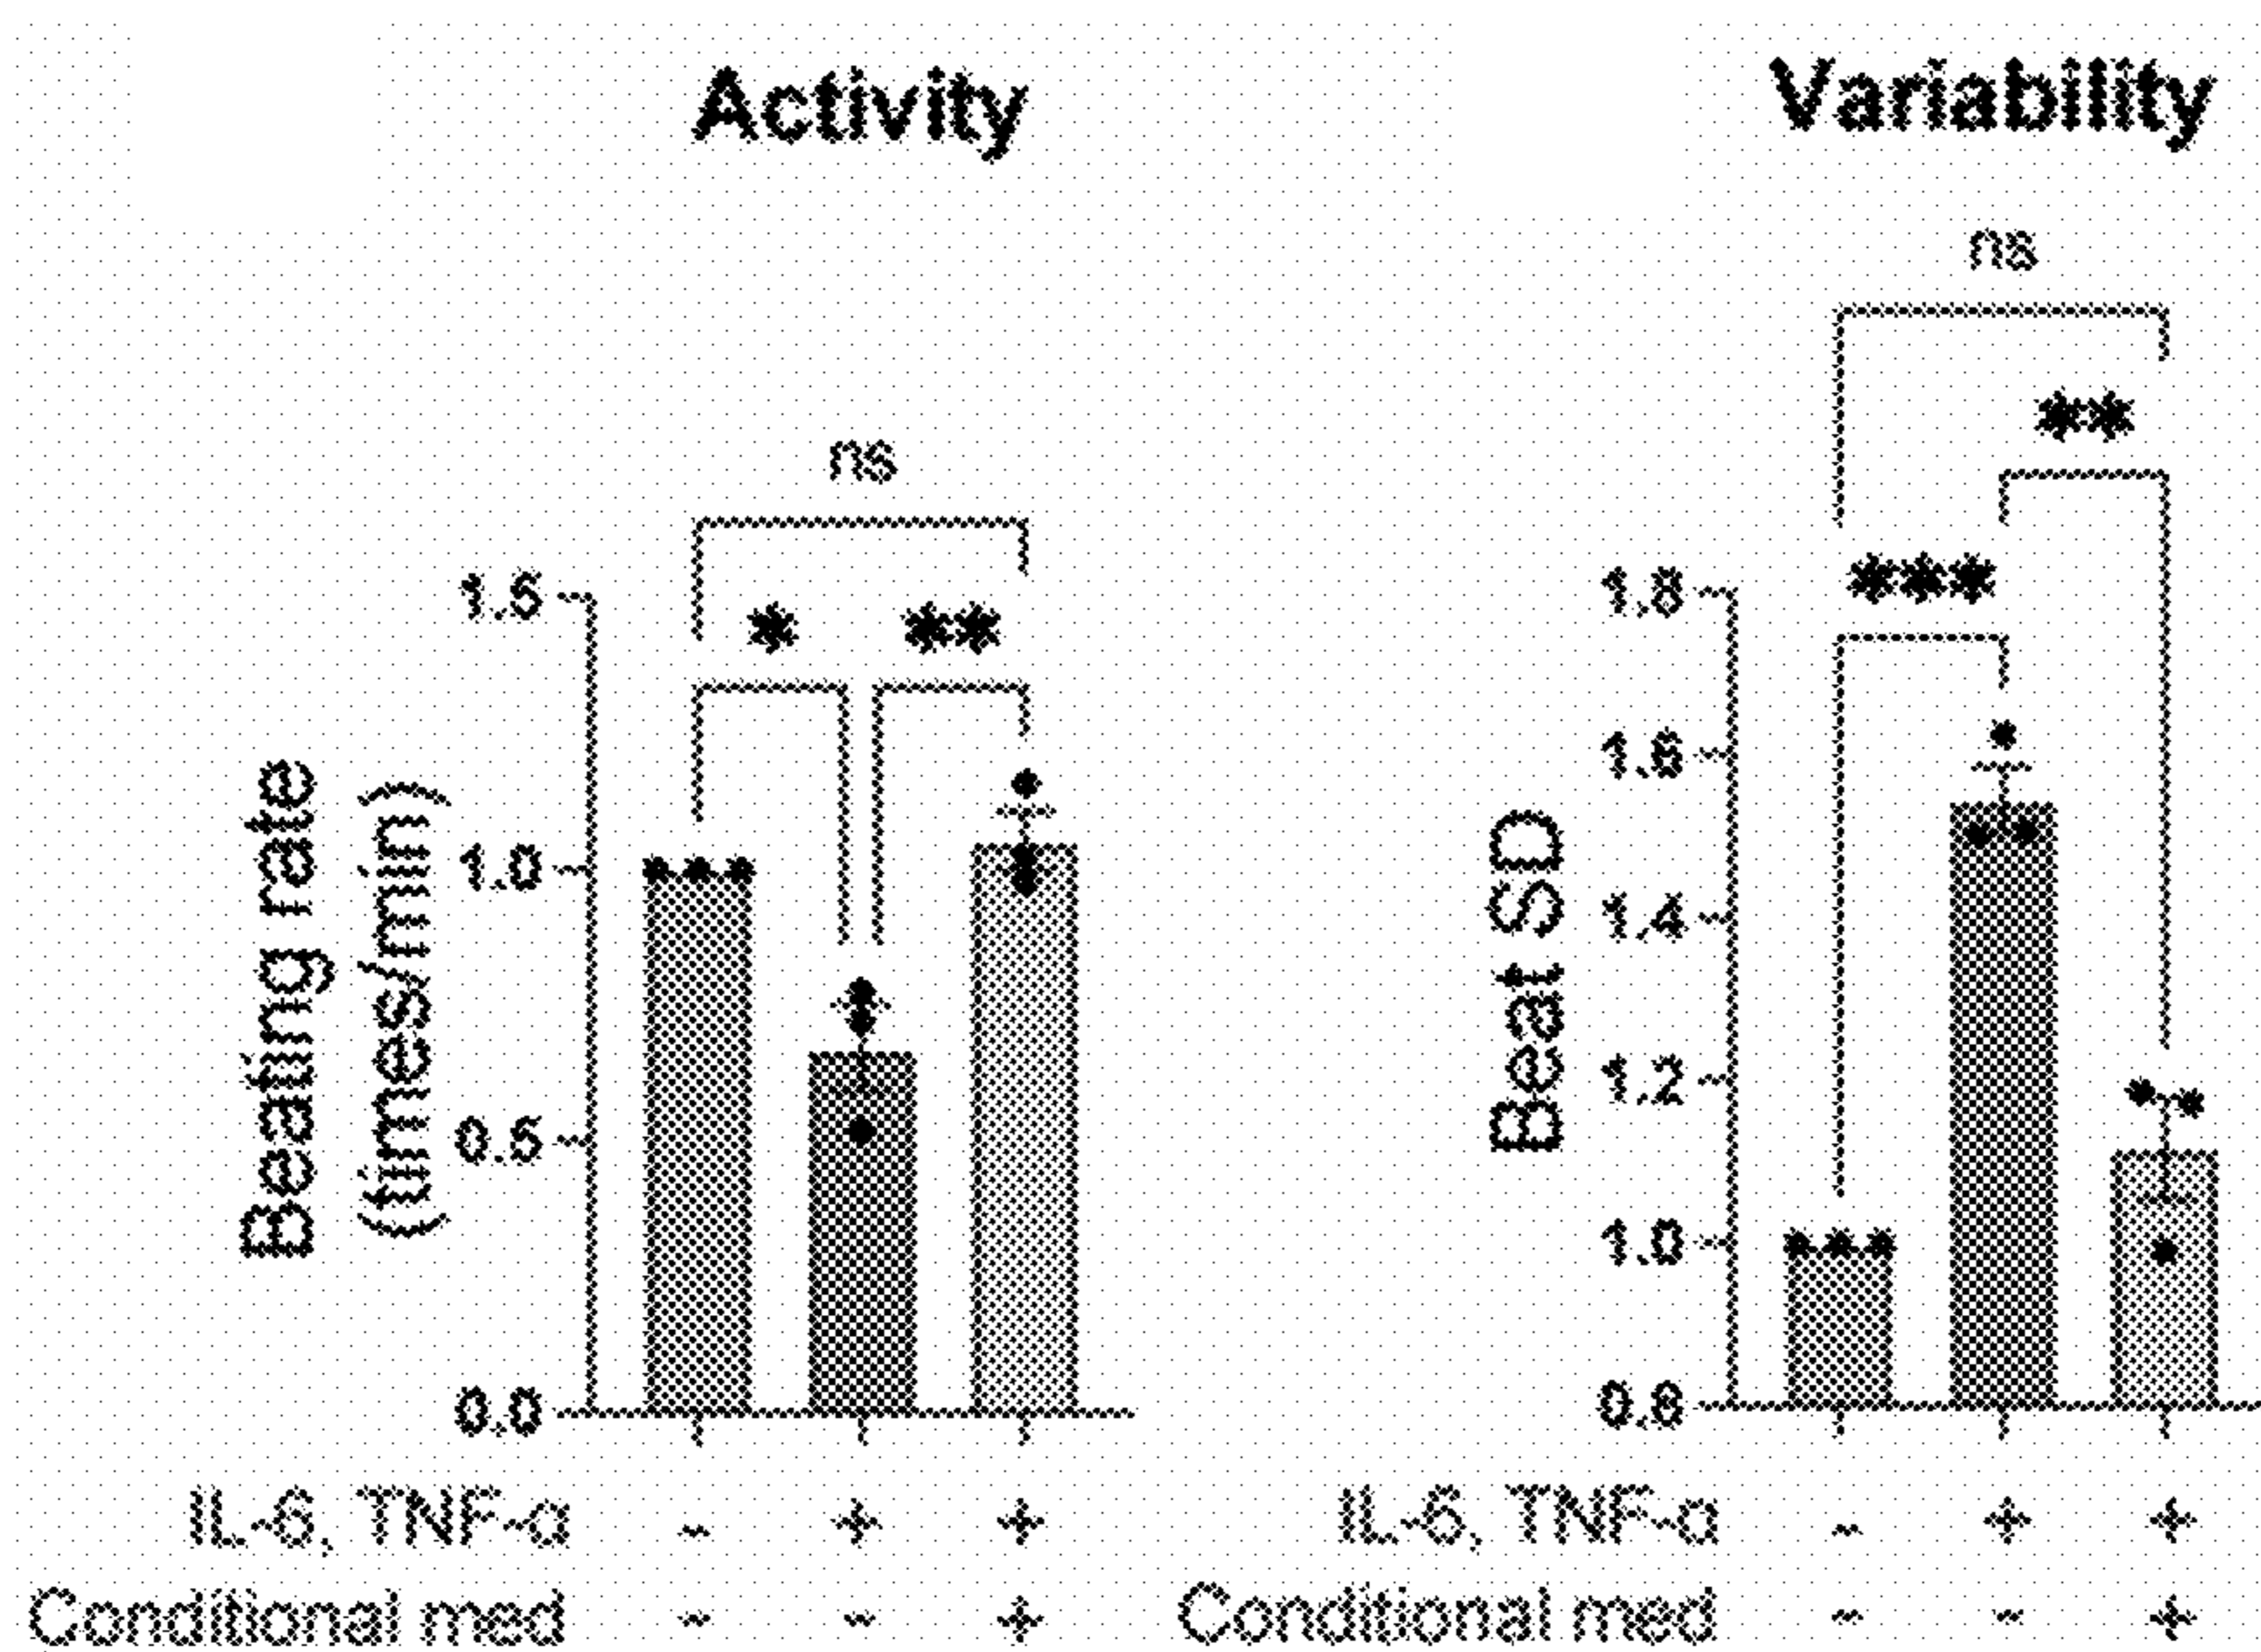 Activity
ns
* **
Beating rate
(times/min)
1.5
1.0
0.5
0.0
IL-6, TNF-α - + +
Conditional med - - +
Variability
ns
**
***
Beat SD
1.8
1.6
1.4
1.2
1.0
0.8
IL-6, TNF-α - + +
Conditional med - - +